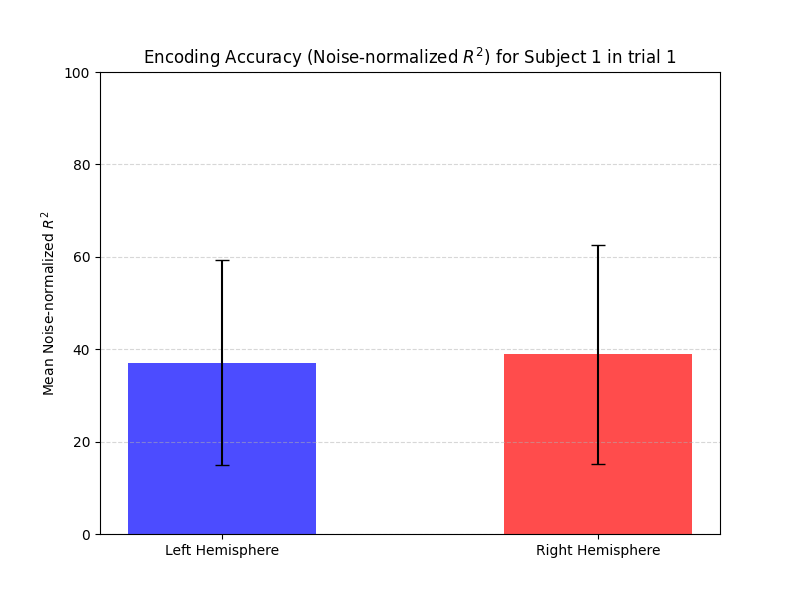 Encoding Accuracy (Noise-normalized R²) for Subject 1 in trial 1
Mean Noise-normalized R²
100
80
60
40
20
0
Left Hemisphere
Right Hemisphere